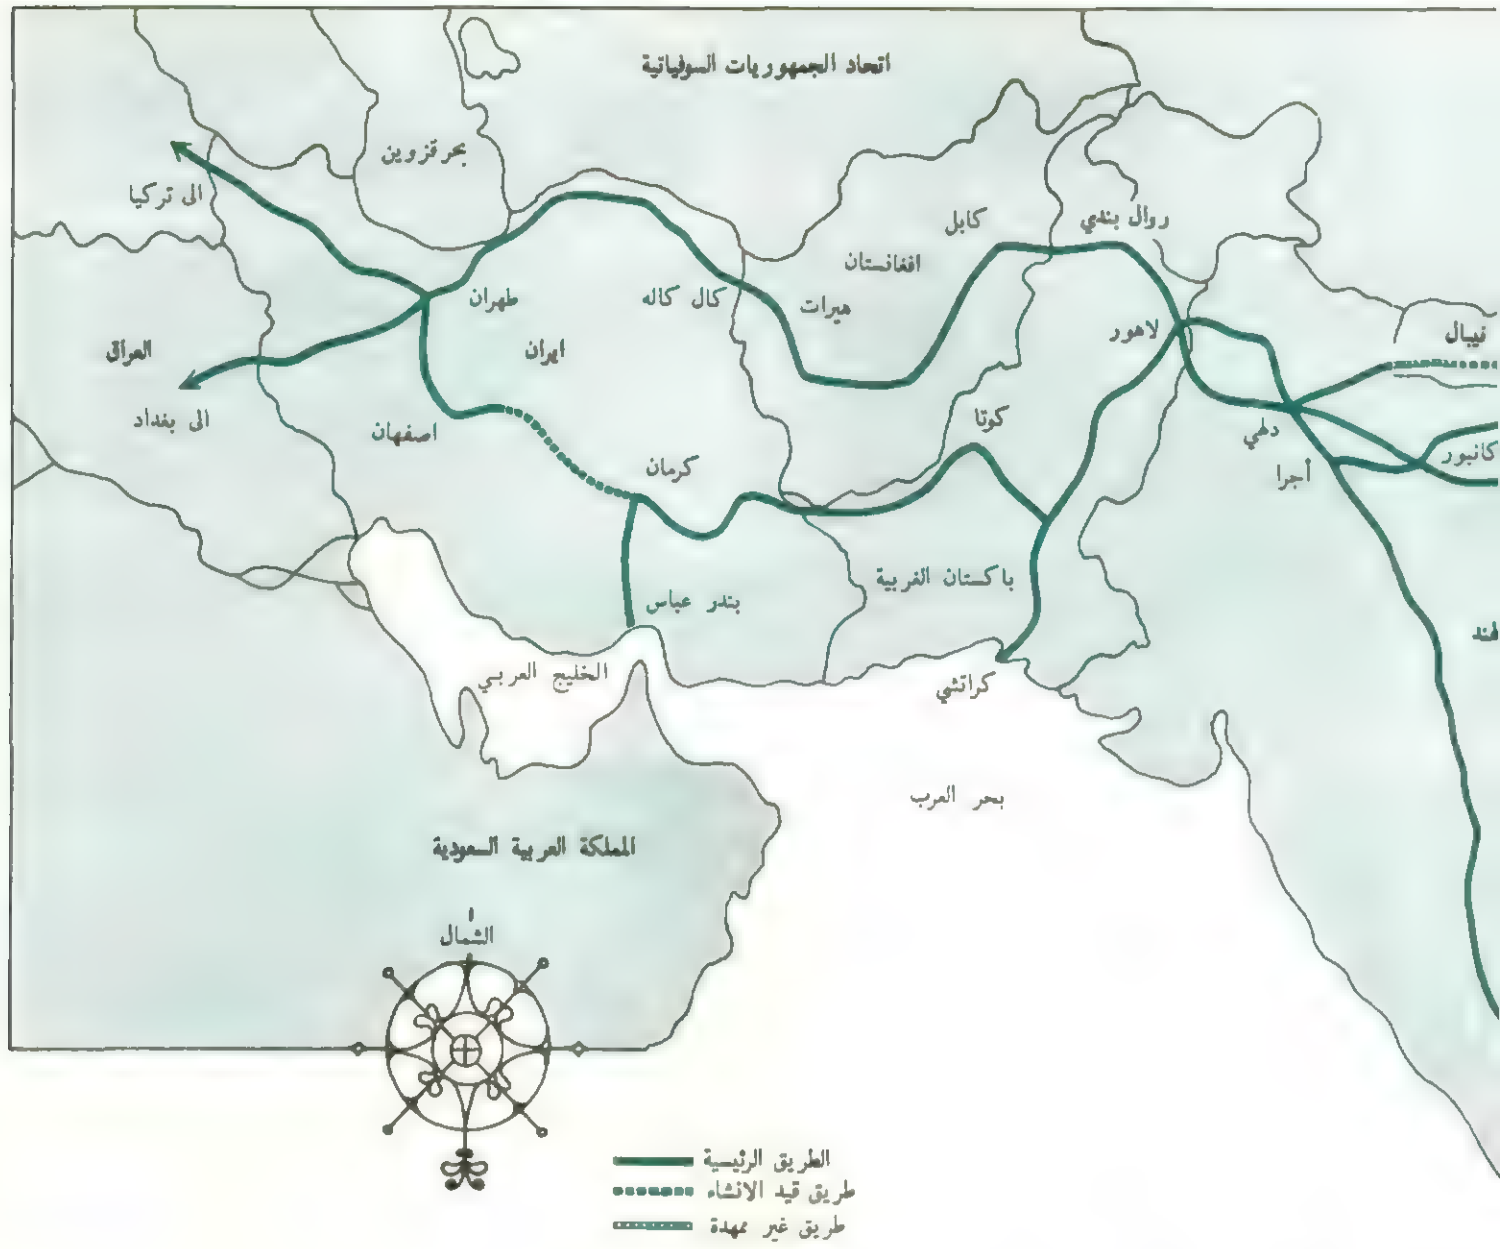 اتحاد الجمهوريات السوفياتية
بحر قزوين
الى تركيا
روال بندي
كابل
افغانستان
هيرات
كال كاله
طهران
ايران
العراق
لاهور
نيبال
الى بغداد
اصفهان
كرمان
كوتا
دلهي
أجرا
كانبور
باكستان الغربية
بندر عباس
الهند
الخليج العربي
كراتشي
بحر العرب
المملكة العربية السعودية
الشمال
الطريق الرئيسية
طريق قيد الانشاء
طريق غير ممهدة